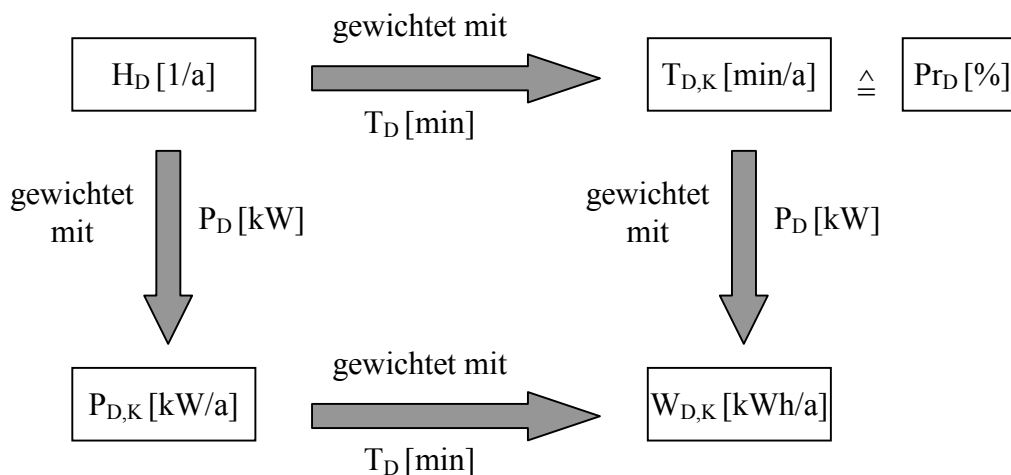 gewichtet mit
H_D [1/a]
T_D,K [min/a] ≙ Pr_D [%]
T_D [min]
gewichtet
mit
P_D [kW]
gewichtet
mit
P_D [kW]
gewichtet mit
P_D,K [kW/a]
W_D,K [kWh/a]
T_D [min]